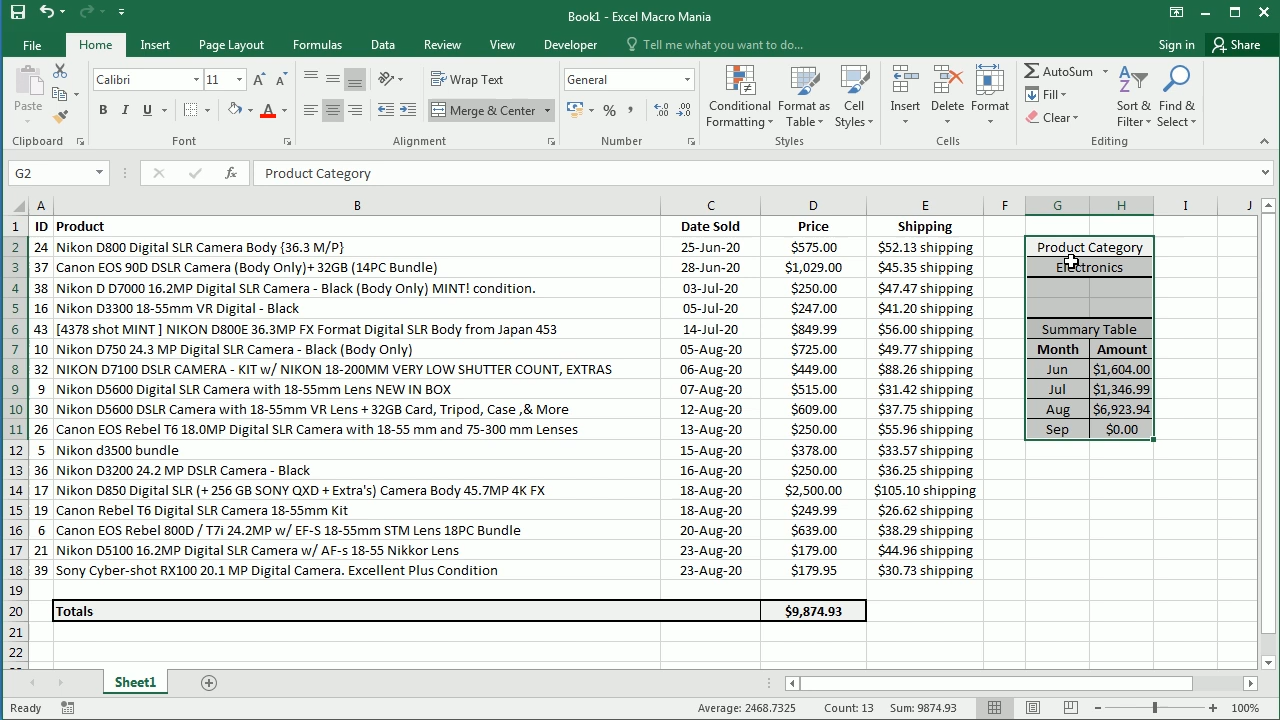 Book1 - Excel Macro Mania
File Home Insert Page Layout Formulas Data Review View Developer Tell me what you want to do... Sign in Share
Calibri 11 Wrap Text General AutoSum
Paste B I U Merge & Center % , Conditional Formatting Format as Table Cell Styles Insert Delete Format Fill Clear Sort & Filter Find & Select
Clipboard Font Alignment Number Styles Cells Editing
G2 fx Product Category
A B C D E F G H I J
1 ID Product Date Sold Price Shipping
2 24 Nikon D800 Digital SLR Camera Body {36.3 M/P} 25-Jun-20 $575.00 $52.13 shipping Product Category
3 37 Canon EOS 90D DSLR Camera (Body Only)+ 32GB (14PC Bundle) 28-Jun-20 $1,029.00 $45.35 shipping Electronics
4 38 Nikon D D7000 16.2MP Digital SLR Camera - Black (Body Only) MINT! condition. 03-Jul-20 $250.00 $47.47 shipping
5 16 Nikon D3300 18-55mm VR Digital - Black 05-Jul-20 $247.00 $41.20 shipping
6 43 [4378 shot MINT ] NIKON D800E 36.3MP FX Format Digital SLR Body from Japan 453 14-Jul-20 $849.99 $56.00 shipping Summary Table
7 10 Nikon D750 24.3 MP Digital SLR Camera - Black (Body Only) 05-Aug-20 $725.00 $49.77 shipping Month Amount
8 32 NIKON D7100 DSLR CAMERA - KIT w/ NIKON 18-200MM VERY LOW SHUTTER COUNT, EXTRAS 06-Aug-20 $449.00 $88.26 shipping Jun $1,604.00
9 9 Nikon D5600 Digital SLR Camera with 18-55mm Lens NEW IN BOX 07-Aug-20 $515.00 $31.42 shipping Jul $1,346.99
10 30 Nikon D5600 DSLR Camera with 18-55mm VR Lens + 32GB Card, Tripod, Case ,& More 12-Aug-20 $609.00 $37.75 shipping Aug $6,923.94
11 26 Canon EOS Rebel T6 18.0MP Digital SLR Camera with 18-55 mm and 75-300 mm Lenses 13-Aug-20 $250.00 $55.96 shipping Sep $0.00
12 5 Nikon d3500 bundle 15-Aug-20 $378.00 $33.57 shipping
13 36 Nikon D3200 24.2 MP DSLR Camera - Black 16-Aug-20 $250.00 $36.25 shipping
14 17 Nikon D850 Digital SLR (+ 256 GB SONY QXD + Extra's) Camera Body 45.7MP 4K FX 18-Aug-20 $2,500.00 $105.10 shipping
15 19 Canon Rebel T6 Digital SLR Camera 18-55mm Kit 18-Aug-20 $249.99 $26.62 shipping
16 6 Canon EOS Rebel 800D / T7i 24.2MP w/ EF-S 18-55mm STM Lens 18PC Bundle 20-Aug-20 $639.00 $38.29 shipping
17 21 Nikon D5100 16.2MP Digital SLR Camera w/ AF-s 18-55 Nikkor Lens 23-Aug-20 $179.00 $44.96 shipping
18 39 Sony Cyber-shot RX100 20.1 MP Digital Camera. Excellent Plus Condition 23-Aug-20 $179.95 $30.73 shipping
19
20 Totals $9,874.93
21
22
Sheet1
Ready Average: 2468.7325 Count: 13 Sum: 9874.93 100%